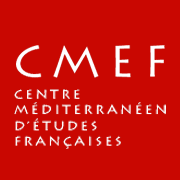 CMEF
CENTRE
MÉDITERRANÉEN
D'ÉTUDES
FRANÇAISES